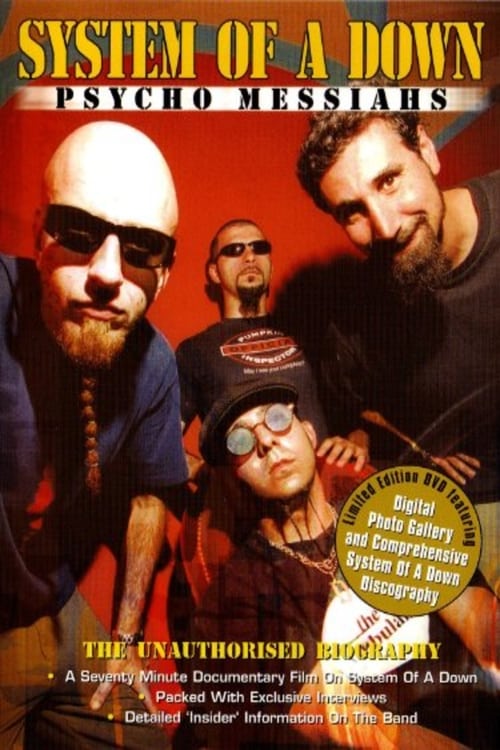 SYSTEM OF A DOWN
PSYCHO MESSIAHS
PUMPKIN
OFFICIAL
INSPECTOR
Limited Edition DVD featuring
Digital
Photo Gallery
and Comprehensive
System Of A Down
Discography
the
THE UNAUTHORISED BIOGRAPHY
• A Seventy Minute Documentary Film On System Of A Down
• Packed With Exclusive Interviews
• Detailed 'Insider' Information On The Band